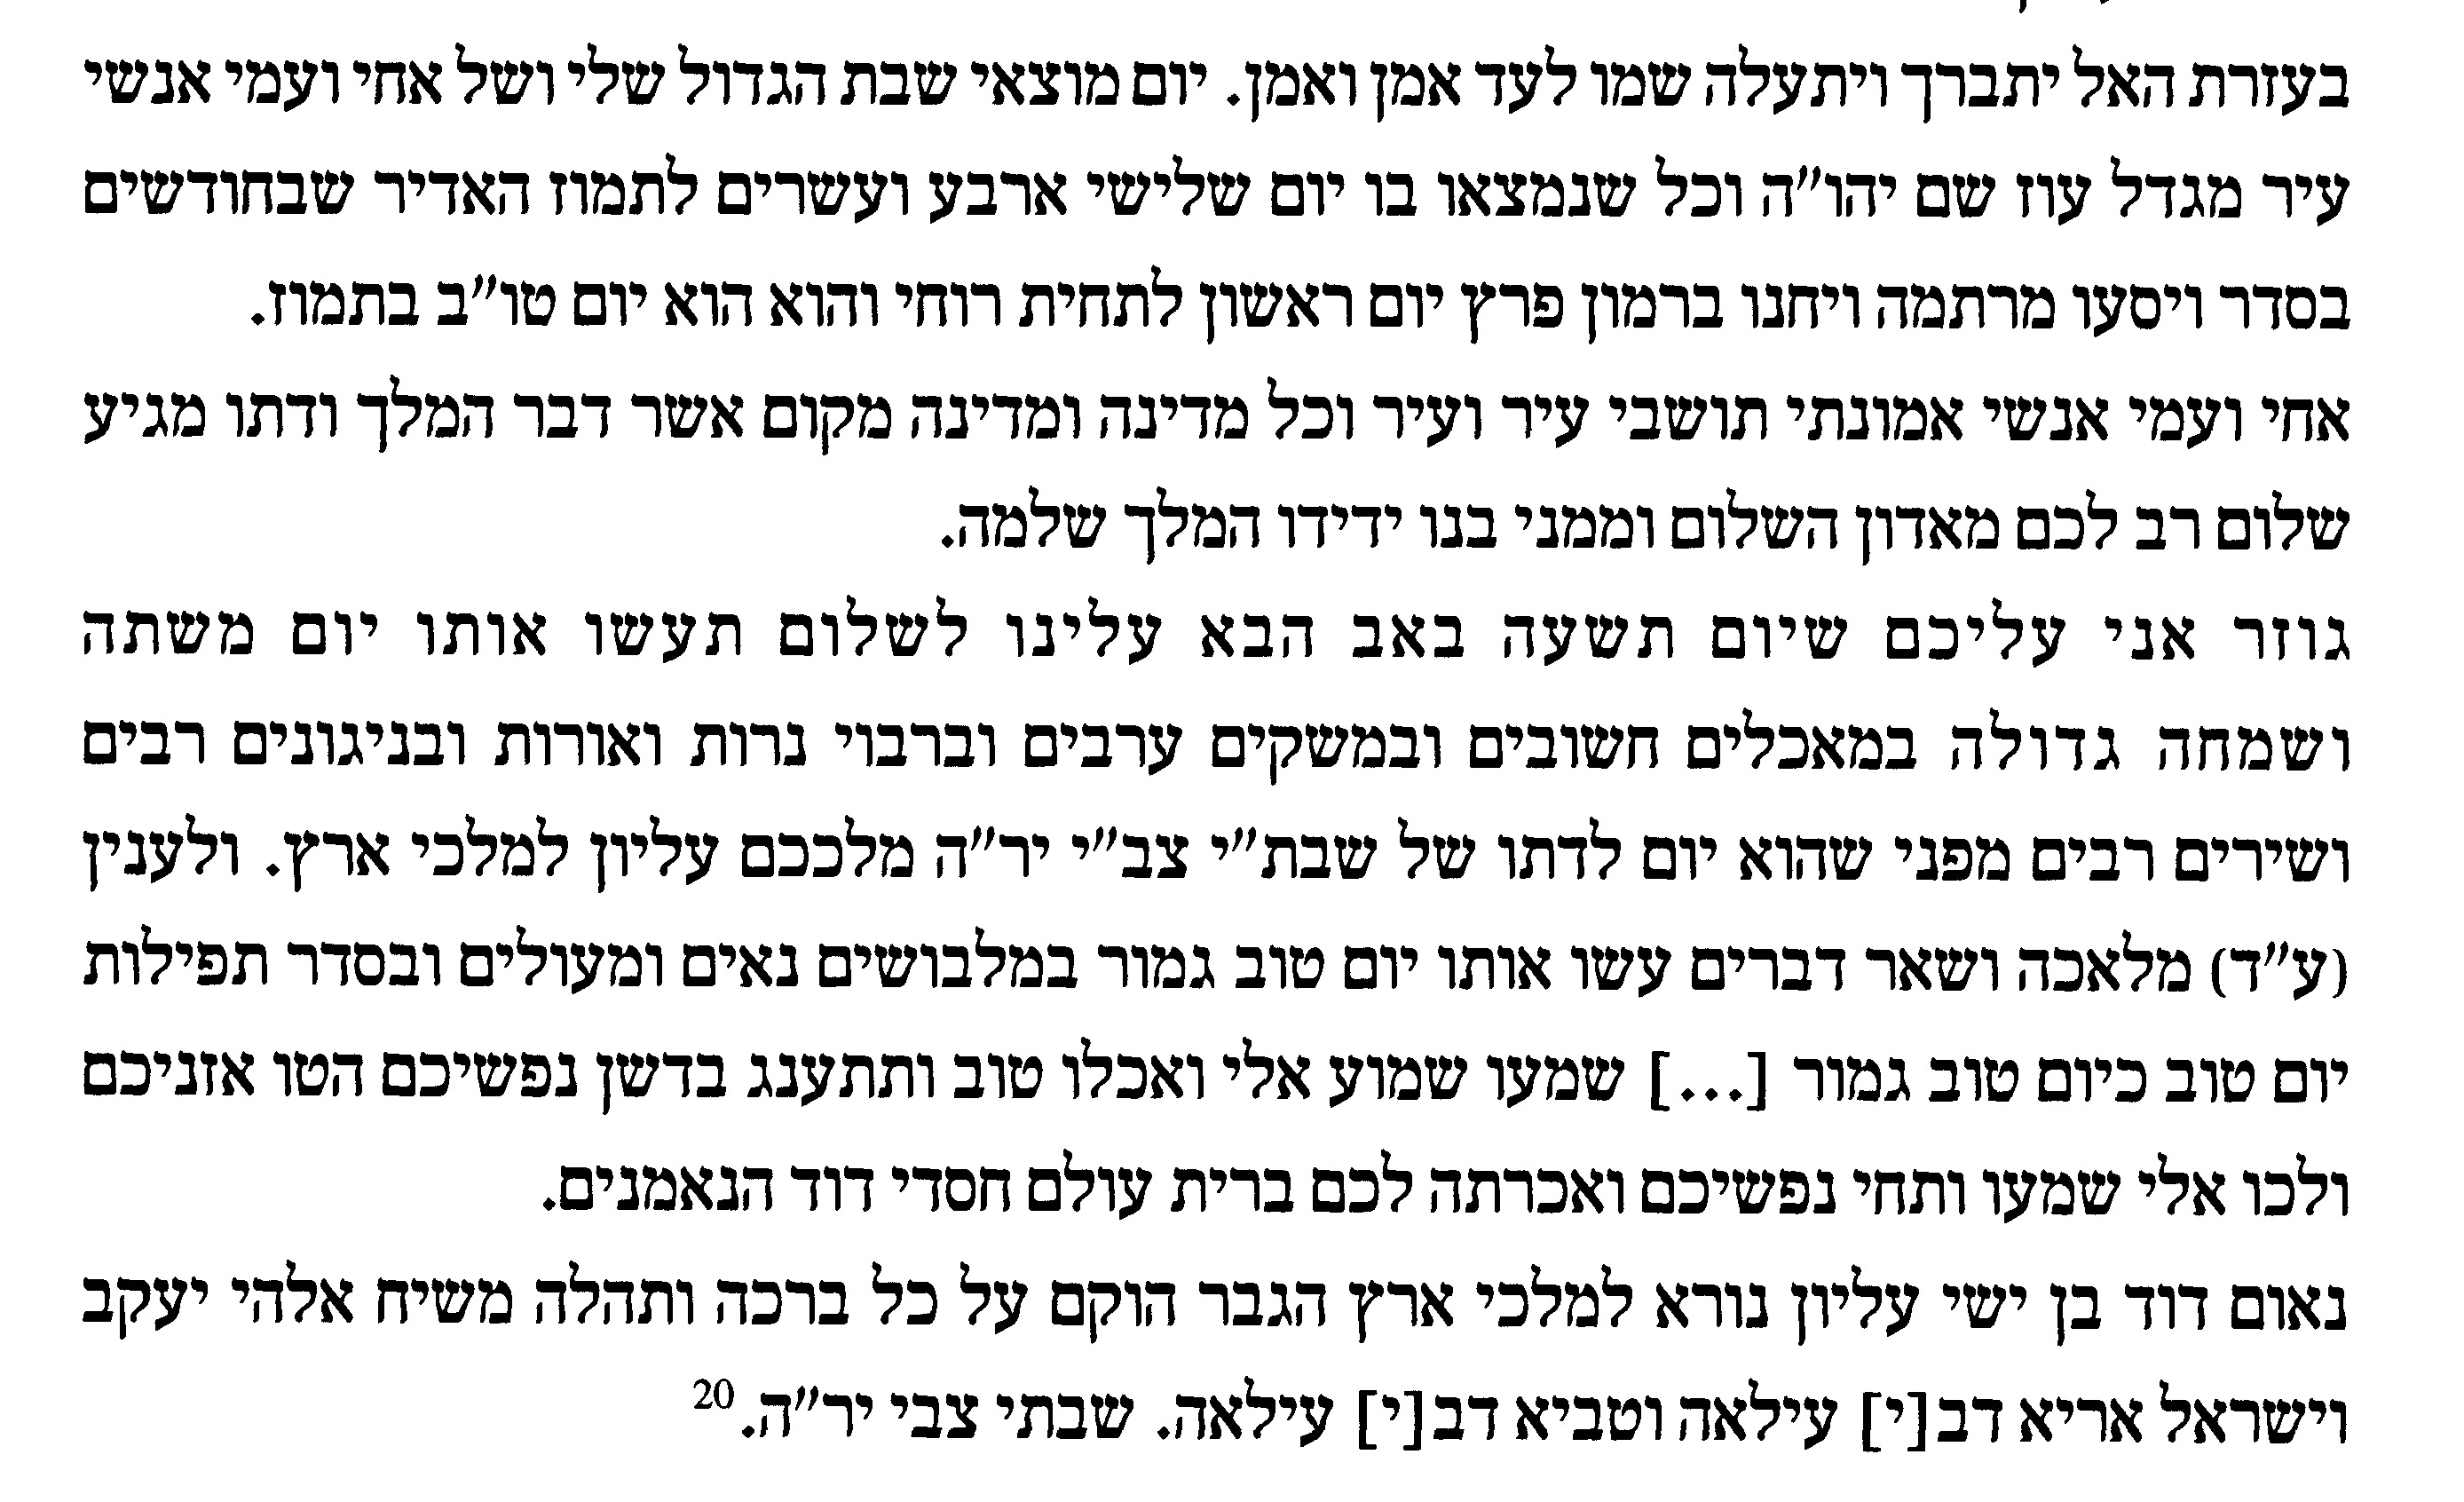 בעזרת האל יתברך ויתעלה שמו לעד אמן ואמן. יום מוצאי שבת הגדול שלי ושל אחי ועמי אנשי
עיר מגדל עוז שם יהו״ה וכל שנמצאו בו יום שלישי ארבע ועשרים לתמוז האדיר שבחודשים
בסדר ויסעו מרתמה ויחנו ברמון פרץ יום ראשון לתחית רוחי והוא הוא יום טו״ב בתמוז.
אחי ועמי אנשי אמונתי תושבי עיר ועיר וכל מדינה ומדינה מקום אשר דבר המלך ודתו מגיע
שלום רב לכם מאדון השלום וממני בנו ידידו המלך שלמה.
גוזר אני עליכם שיום תשעה באב הבא עלינו לשלום תעשו אותו יום משתה
ושמחה גדולה במאכלים חשובים ובמשקים ערבים וברבוי נרות ואורות ובניגונים רבים
ושירים רבים מפני שהוא יום לדתו של שבת״י צב״י יר״ה מלככם עליון למלכי ארץ. ולענין
(ע״ד) מלאכה ושאר דברים עשו אותו יום טוב גמור במלבושים נאים ומעולים ובסדר תפילות
יום טוב כיום טוב גמור [...] שמעו שמוע אלי ואכלו טוב ותתענג בדשן נפשיכם הטו אזניכם
ולכו אלי שמעו ותחי נפשיכם ואכרתה לכם ברית עולם חסדי דוד הנאמנים.
נאום דוד בן ישי עליון נורא למלכי ארץ הגבר הוקם על כל ברכה ותהלה משיח אלהי יעקב
וישראל אריא דב[י] עילאה וטביא דב[י] עילאה. שבתי צבי יר״ה.20